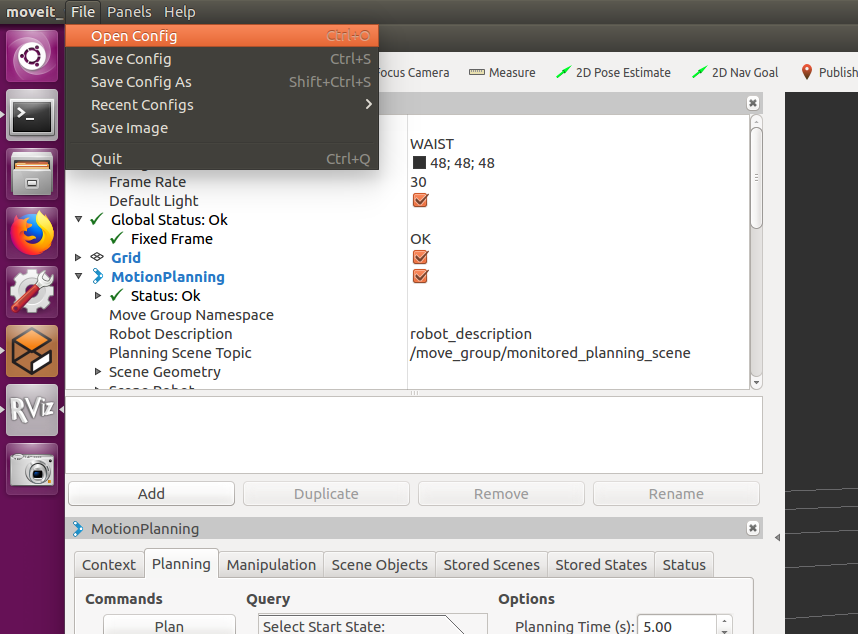 moveit_ File Panels Help
Open Config Ctrl+O
Save Config Ctrl+S
Save Config As Shift+Ctrl+S
Recent Configs
Save Image
Quit Ctrl+Q
Focus Camera Measure 2D Pose Estimate 2D Nav Goal Publish
WAIST
48; 48; 48
Frame Rate 30
Default Light
Global Status: Ok
Fixed Frame OK
Grid
MotionPlanning
Status: Ok
Move Group Namespace
Robot Description robot_description
Planning Scene Topic /move_group/monitored_planning_scene
Scene Geometry
Scene Robot
RViz
Add Duplicate Remove Rename
MotionPlanning
Context Planning Manipulation Scene Objects Stored Scenes Stored States Status
Commands Query Options
Plan Select Start State: Planning Time (s): 5.00